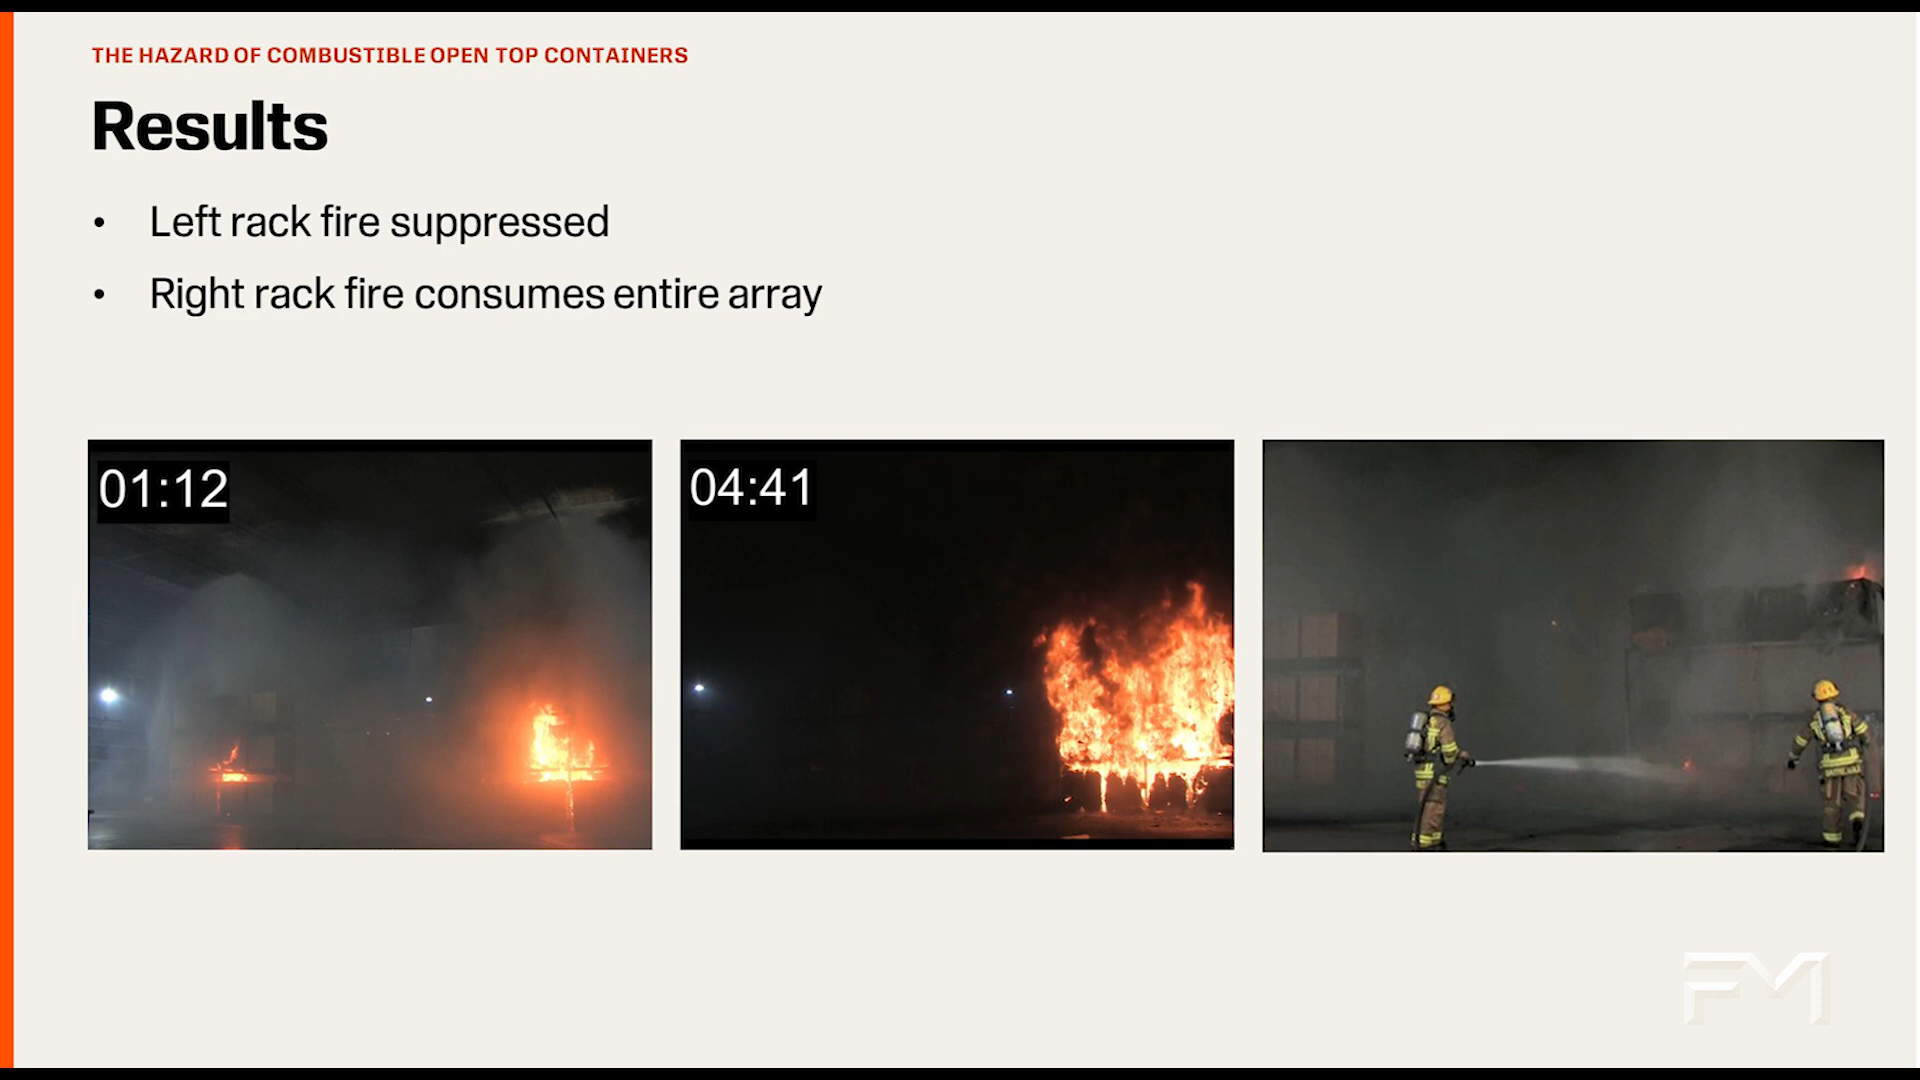 THE HAZARD OF COMBUSTIBLE OPEN TOP CONTAINERS
Results
• Left rack fire suppressed
• Right rack fire consumes entire array
01:12
04:41
FM